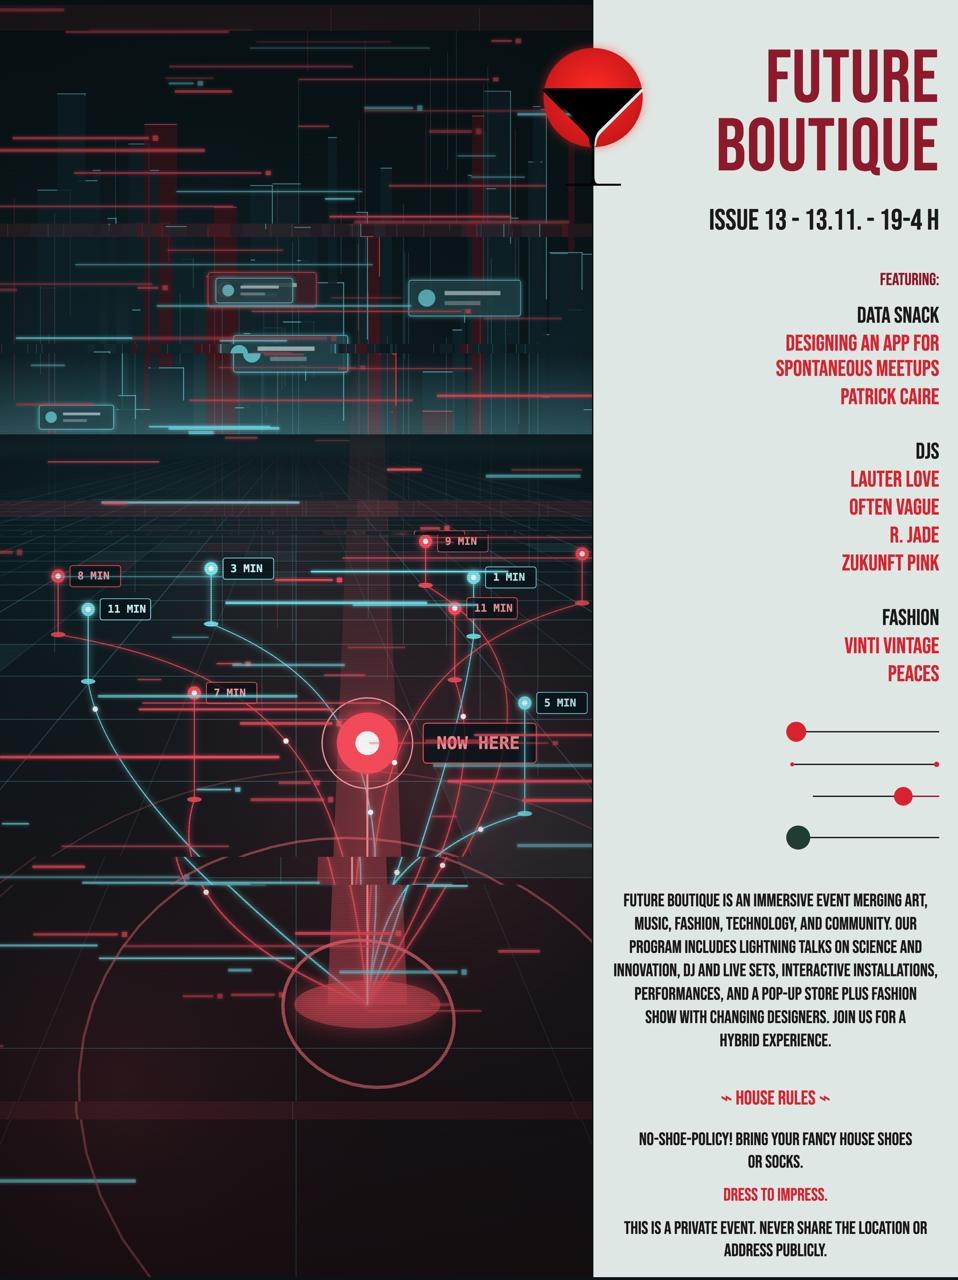 FUTURE
BOUTIQUE
ISSUE 13 - 13.11. - 19-4 H
FEATURING:
DATA SNACK
DESIGNING AN APP FOR
SPONTANEOUS MEETUPS
PATRICK CAIRE
DJS
LAUTER LOVE
OFTEN VAGUE
R. JADE
ZUKUNFT PINK
FASHION
VINTI VINTAGE
PEACES
FUTURE BOUTIQUE IS AN IMMERSIVE EVENT MERGING ART,
MUSIC, FASHION, TECHNOLOGY, AND COMMUNITY. OUR
PROGRAM INCLUDES LIGHTNING TALKS ON SCIENCE AND
INNOVATION, DJ AND LIVE SETS, INTERACTIVE INSTALLATIONS,
PERFORMANCES, AND A POP-UP STORE PLUS FASHION
SHOW WITH CHANGING DESIGNERS. JOIN US FOR A
HYBRID EXPERIENCE.
~ HOUSE RULES ~
NO-SHOE-POLICY! BRING YOUR FANCY HOUSE SHOES
OR SOCKS.
DRESS TO IMPRESS.
THIS IS A PRIVATE EVENT. NEVER SHARE THE LOCATION OR
ADDRESS PUBLICLY.
9 MIN
3 MIN
8 MIN
1 MIN
11 MIN
11 MIN
7 MIN
5 MIN
NOW HERE